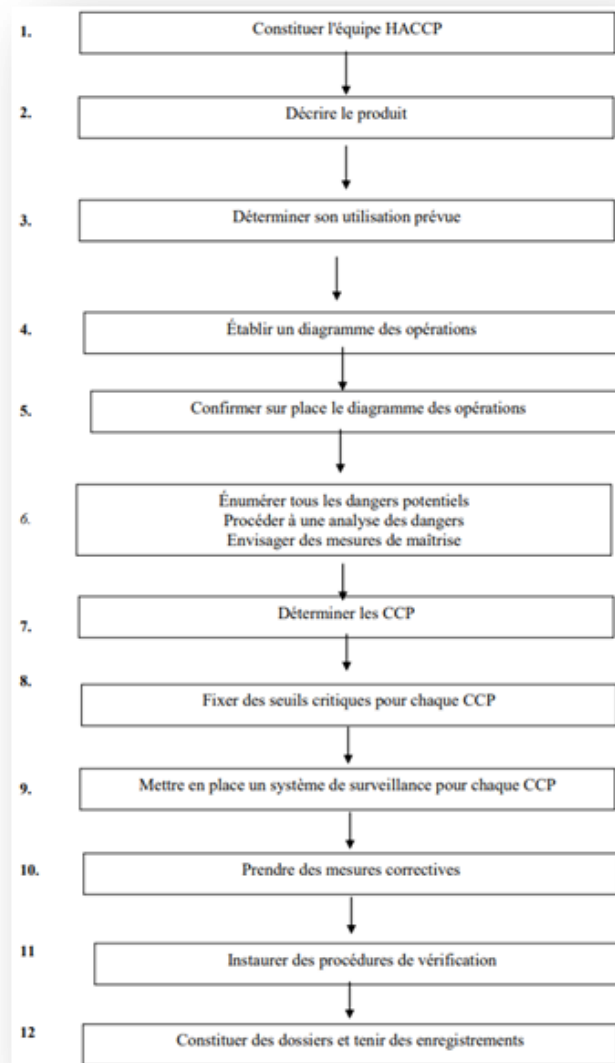 1. Constituer l'équipe HACCP
2. Décrire le produit
3. Déterminer son utilisation prévue
4. Établir un diagramme des opérations
5. Confirmer sur place le diagramme des opérations
Énumérer tous les dangers potentiels
6. Procéder à une analyse des dangers
Envisager des mesures de maîtrise
7. Déterminer les CCP
8. Fixer des seuils critiques pour chaque CCP
9. Mettre en place un système de surveillance pour chaque CCP
10. Prendre des mesures correctives
11 Instaurer des procédures de vérification
12 Constituer des dossiers et tenir des enregistrements